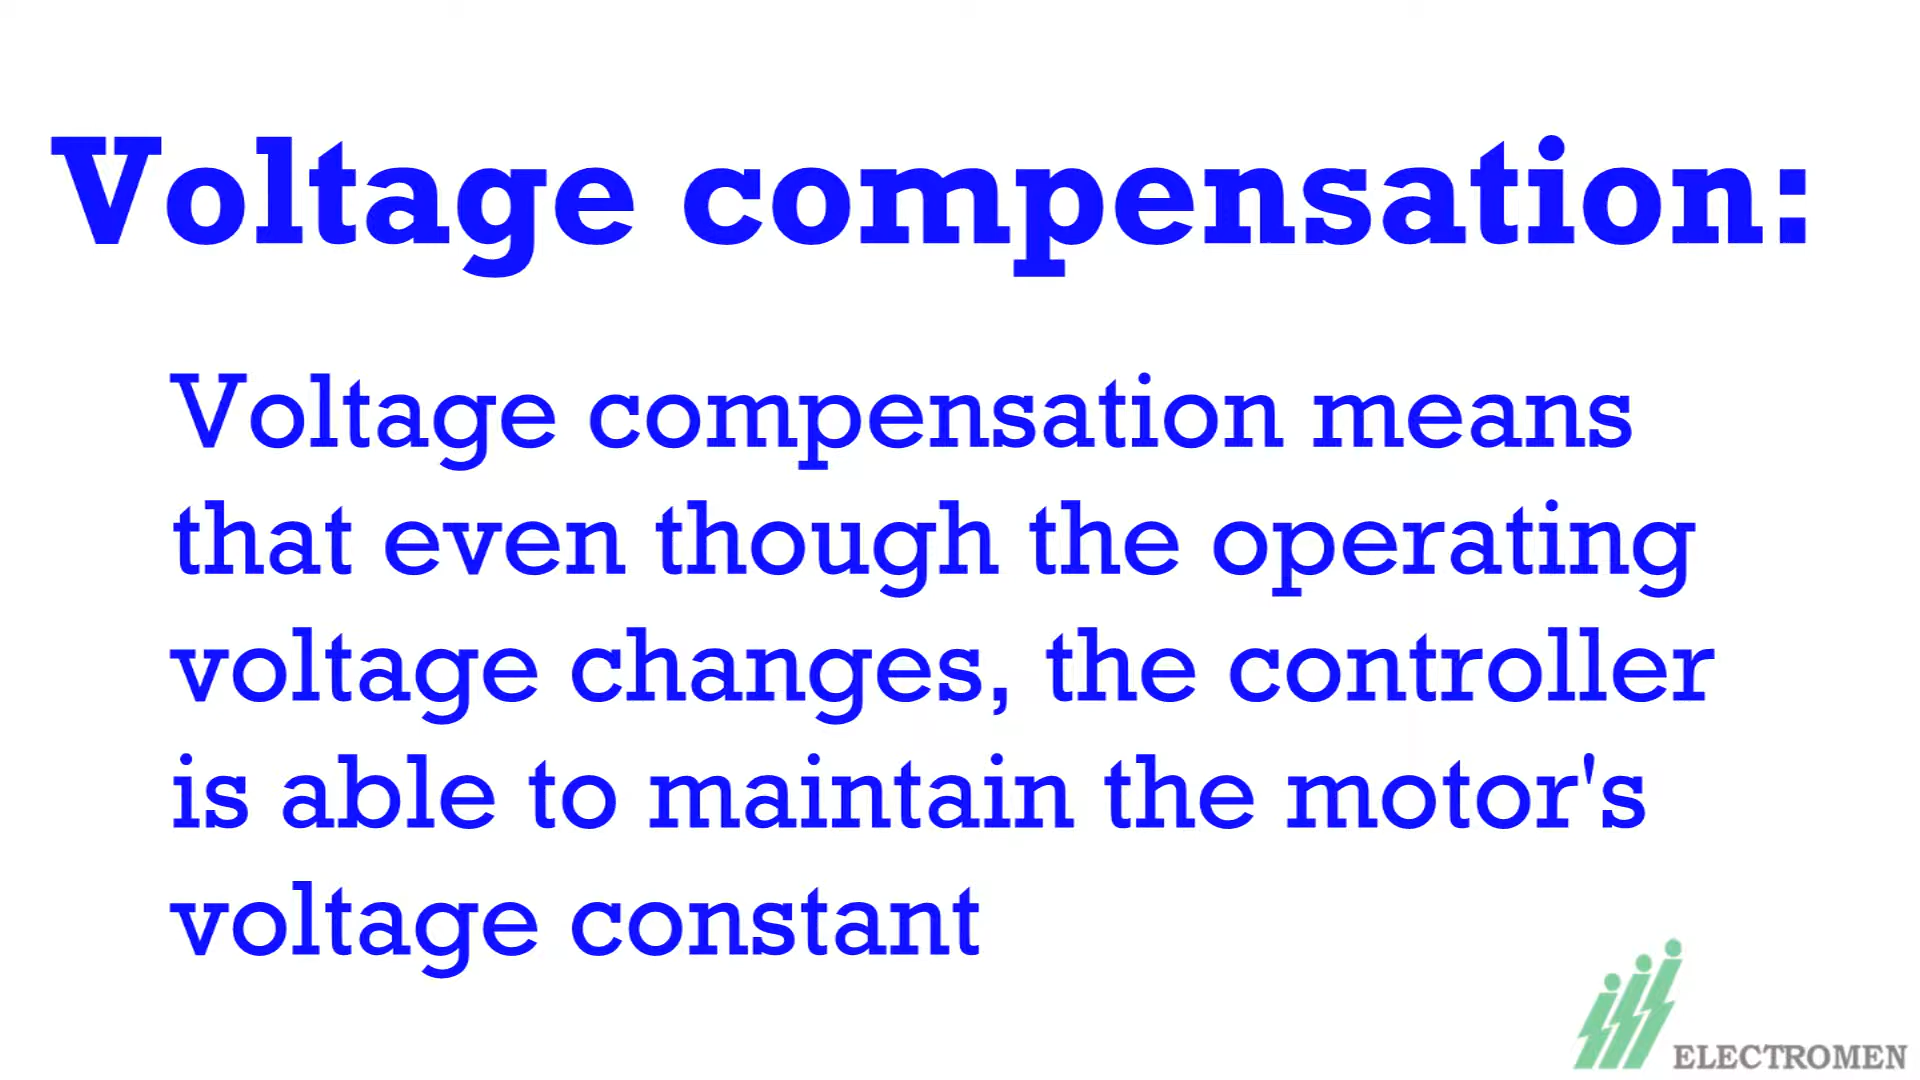 Voltage compensation:
Voltage compensation means
that even though the operating
voltage changes, the controller
is able to maintain the motor's
voltage constant
ELECTROMEN